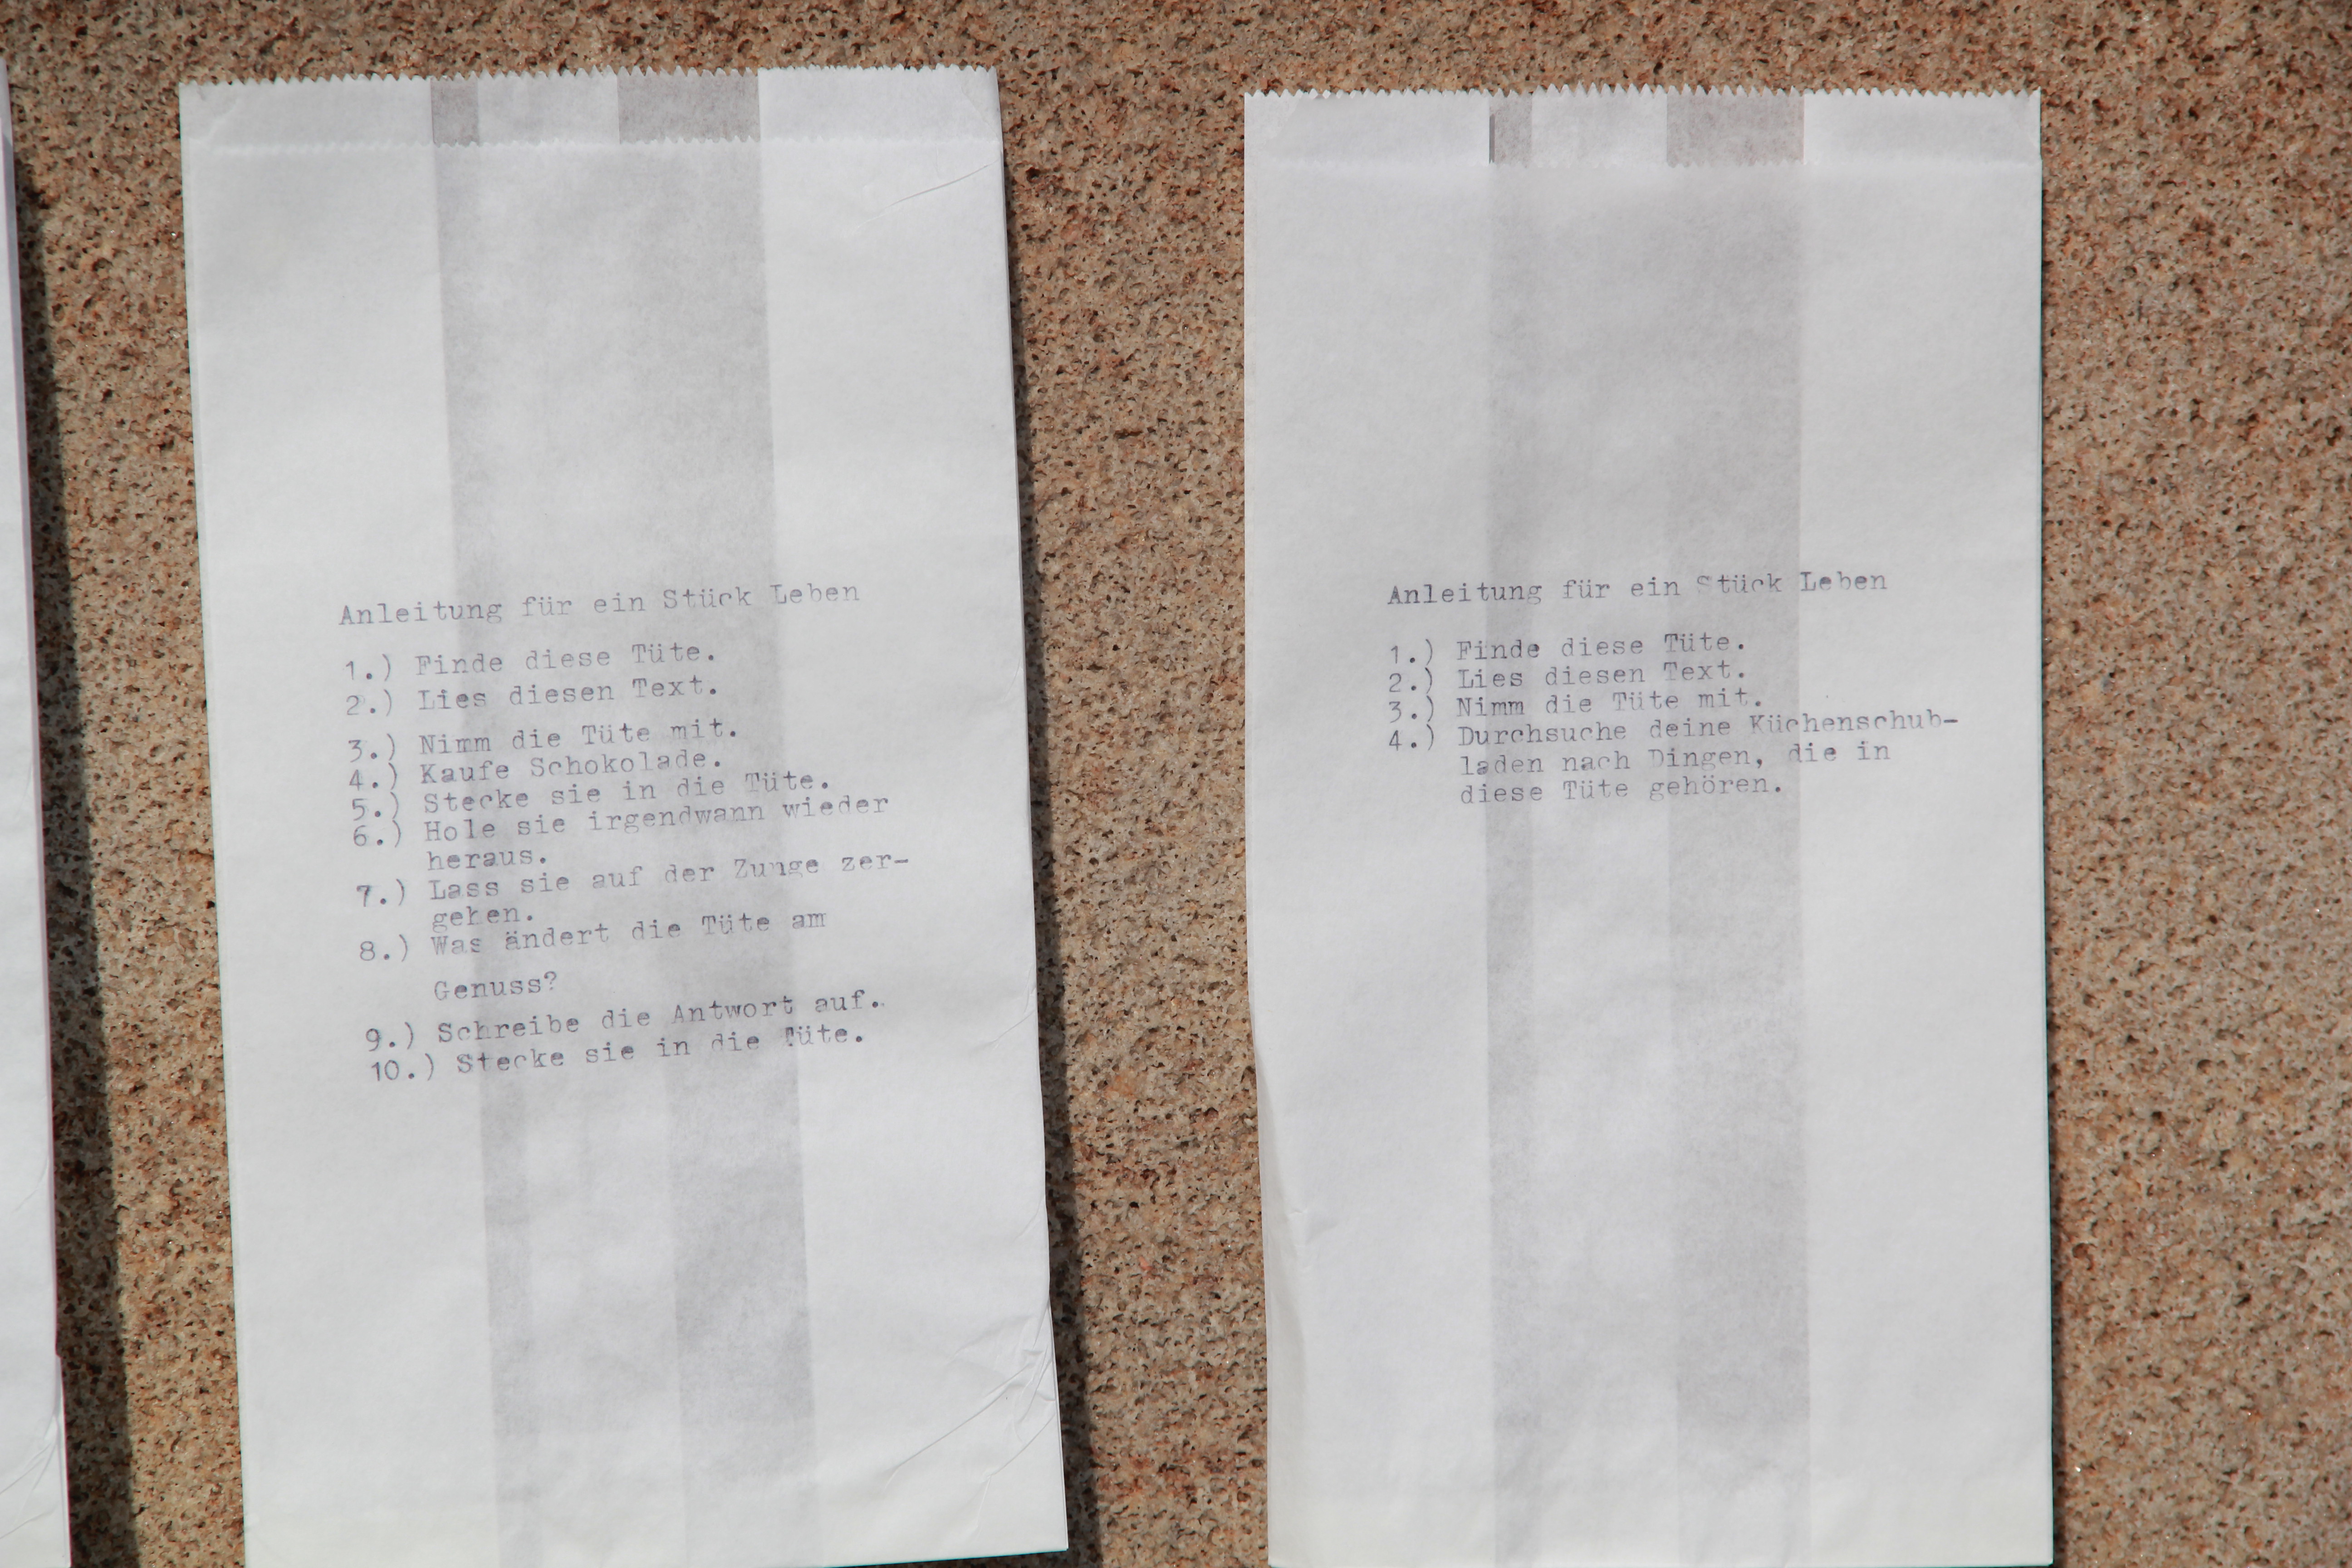 Anleitung für ein Stück Leben
1.) Finde diese Tüte.
2.) Lies diesen Text.
3.) Nimm die Tüte mit.
4.) Kaufe Schokolade.
5.) Stecke sie in die Tüte.
6.) Hole sie irgendwann wieder
heraus.
7.) Lass sie auf der Zunge zer-
gehen.
8.) Was ändert die Tüte am
Genuss?
9.) Schreibe die Antwort auf.
10.) Stecke sie in die Tüte.
Anleitung für ein Stück Leben
1.) Finde diese Tüte.
2.) Lies diesen Text.
3.) Nimm die Tüte mit.
4.) Durchsuche deine Küchenschub-
laden nach Dingen, die in
diese Tüte gehören.